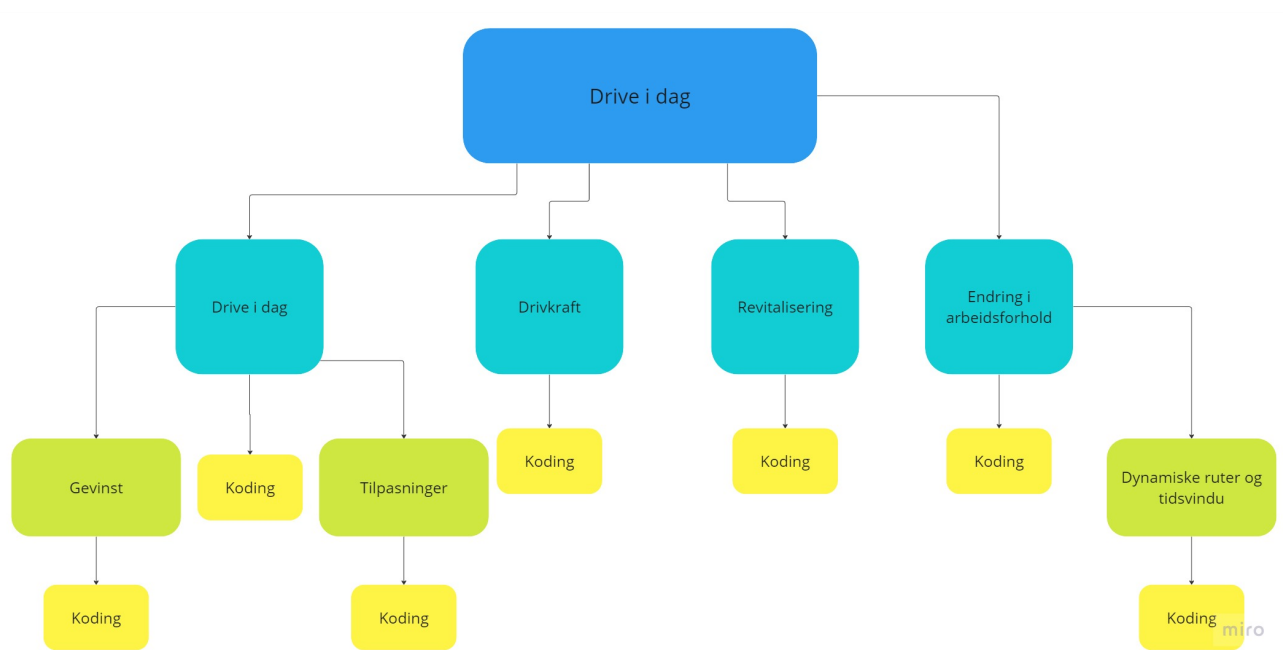 Drive i dag
Drive i dag
Drivkraft
Revitalisering
Endring i
arbeidsforhold
Koding
Koding
Koding
Gevinst
Koding
Tilpasninger
Dynamiske ruter og
tidsvindu
Koding
Koding
Koding
miro